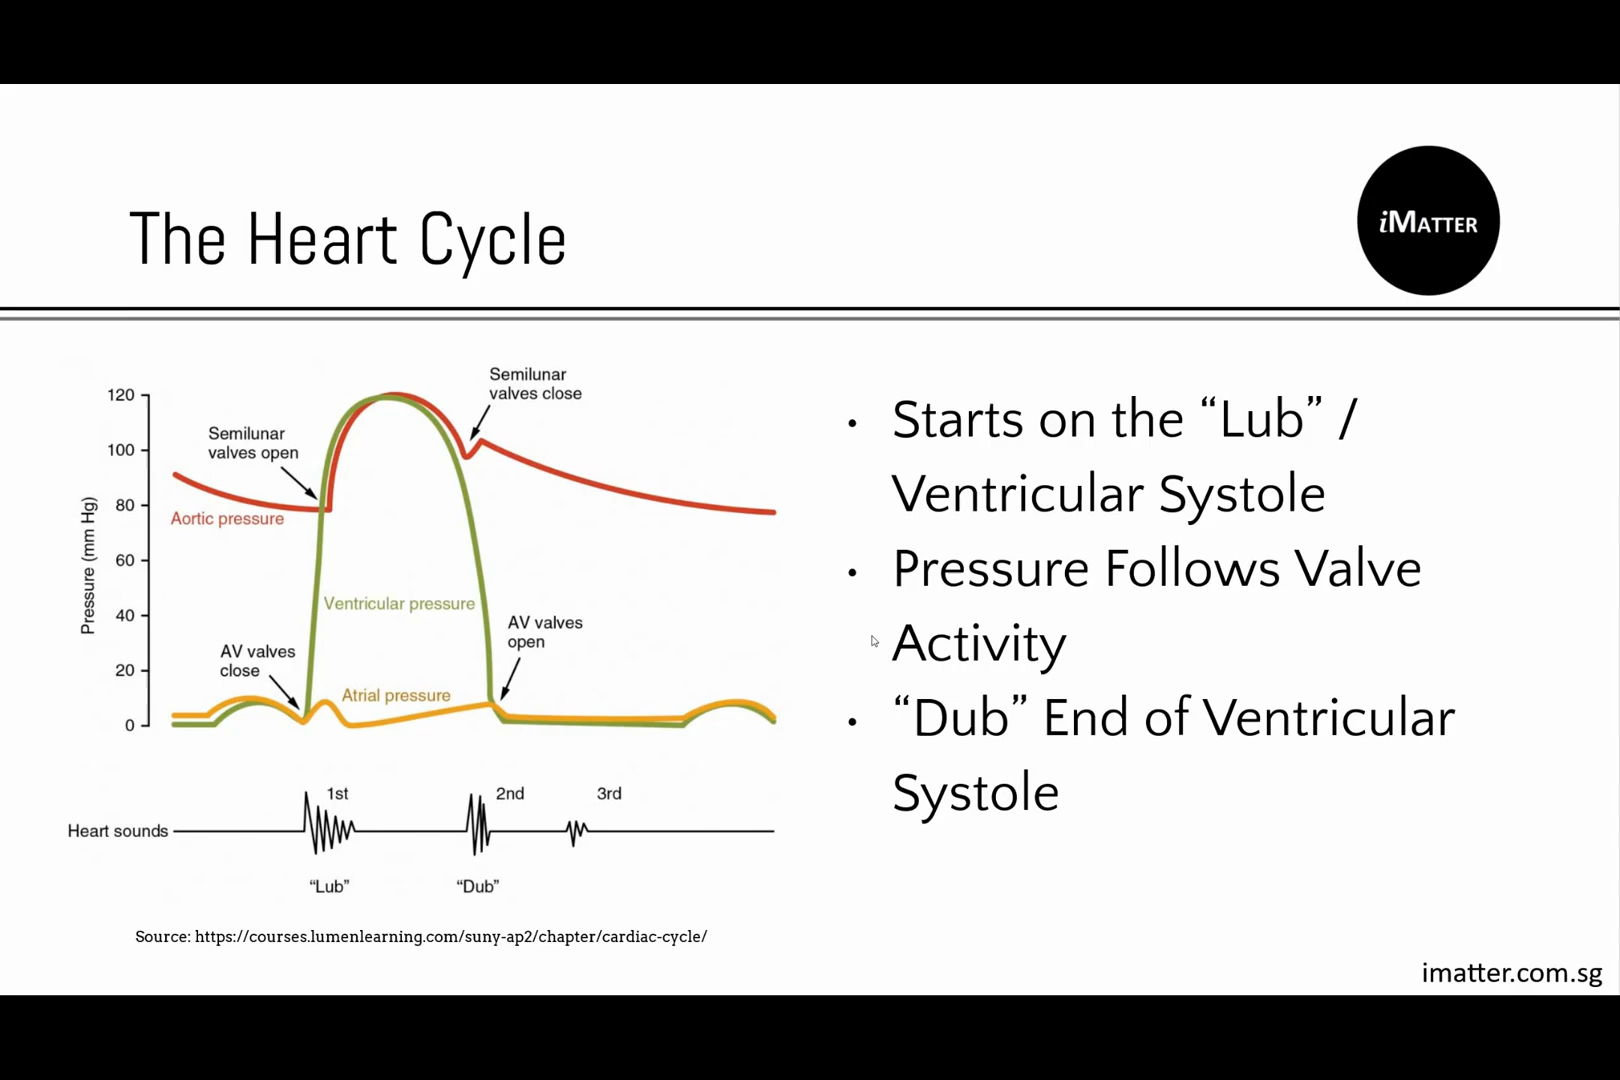 The Heart Cycle
iMATTER
120
100
80
60
40
20
0
Pressure (mm Hg)
Semilunar
valves open
Semilunar
valves close
Aortic pressure
Ventricular pressure
AV valves
close
AV valves
open
Atrial pressure
1st
2nd
3rd
Heart sounds
“Lub”
“Dub”
Source: https://courses.lumenlearning.com/suny-ap2/chapter/cardiac-cycle/
• Starts on the “Lub” /
Ventricular Systole
• Pressure Follows Valve
Activity
• “Dub” End of Ventricular
Systole
imatter.com.sg